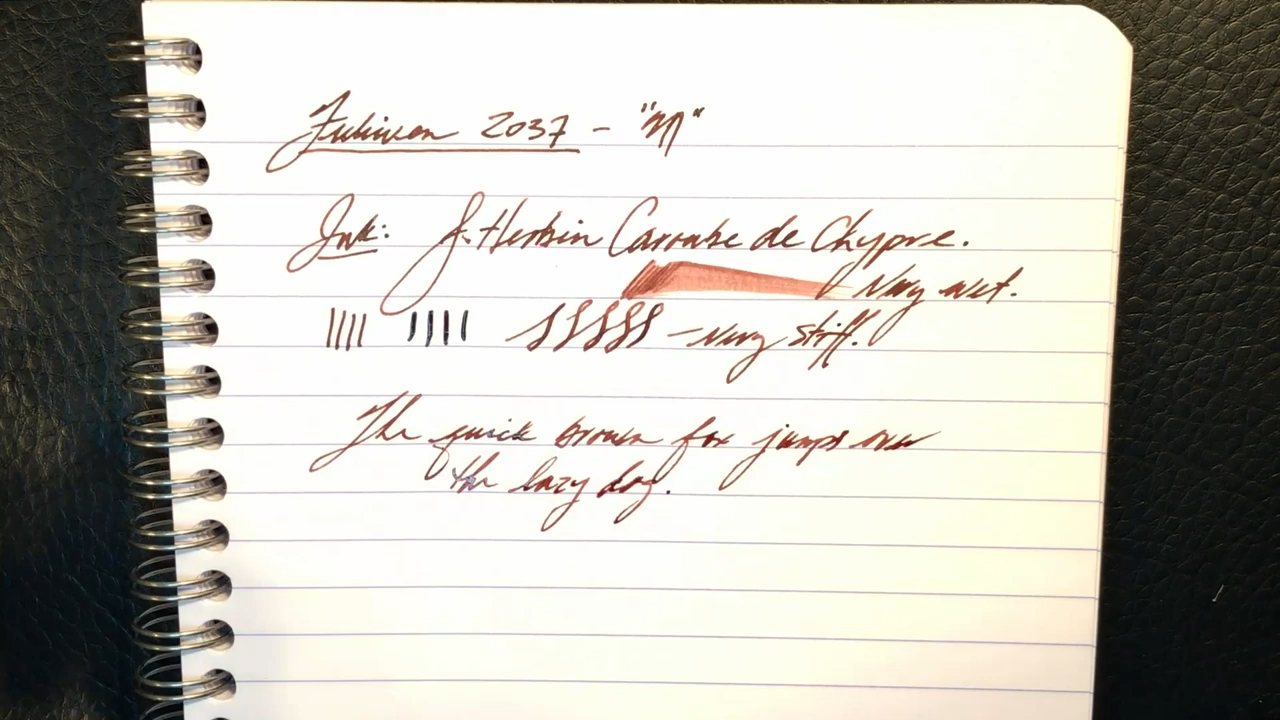 Fuliwen 2037 - "M"
Ink: J. Herbin Caroube de Chypre.
Very wet.
- Very stiff.
The quick brown fox jumps over
the lazy dog.